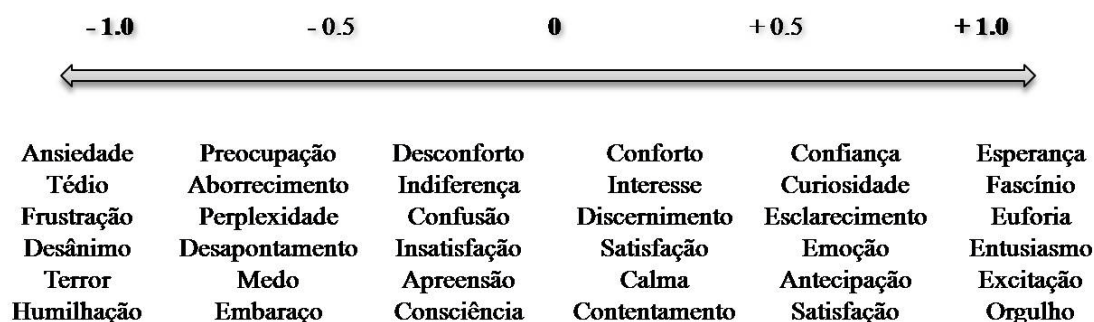 - 1.0 - 0.5 0 + 0.5 + 1.0
Ansiedade Preocupação Desconforto Conforto Confiança Esperança
Tédio Aborrecimento Indiferença Interesse Curiosidade Fascínio
Frustração Perplexidade Confusão Discernimento Esclarecimento Euforia
Desânimo Desapontamento Insatisfação Satisfação Emoção Entusiasmo
Terror Medo Apreensão Calma Antecipação Excitação
Humilhação Embaraço Consciência Contentamento Satisfação Orgulho